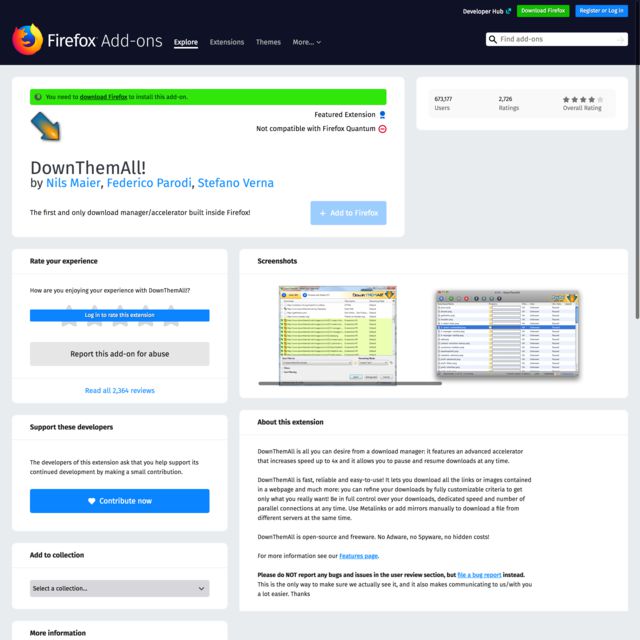 Developer Hub
Download Firefox
Register or Log in
Firefox Add-ons
Explore
Extensions
Themes
More...
Find add-ons
You need to download Firefox to install this add-on.
Featured Extension
Not compatible with Firefox Quantum
DownThemAll!
by Nils Maier, Federico Parodi, Stefano Verna
The first and only download manager/accelerator built inside Firefox!
+ Add to Firefox
673,177
Users
2,726
Ratings
Overall Rating
Rate your experience
How are you enjoying your experience with DownThemAll!?
Log in to rate this extension
Report this add-on for abuse
Read all 2,364 reviews
Screenshots
Support these developers
The developers of this extension ask that you help support its
continued development by making a small contribution.
Contribute now
Add to collection
Select a collection...
More information
About this extension
DownThemAll is all you can desire from a download manager: it features an advanced accelerator
that increases speed up to 4x and it allows you to pause and resume downloads at any time.
DownThemAll is fast, reliable and easy-to-use! It lets you download all the links or images contained
in a webpage and much more: you can refine your downloads by fully customizable criteria to get
only what you really want! Be in full control over your downloads, dedicated speed and number of
parallel connections at any time. Use Metalinks or add mirrors manually to download a file from
different servers at the same time.
DownThemAll is open-source and freeware. No Adware, no Spyware, no hidden costs!
For more information see our Features page.
Please do NOT report any bugs and issues in the user review section, but file a bug report instead.
This is the only way to make sure we actually see it, and it also makes communicating to us/with you
a lot easier. Thanks